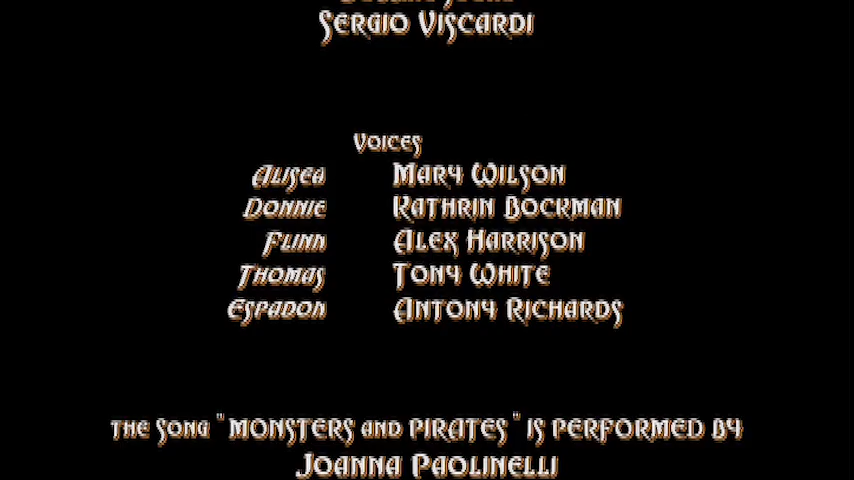 Sergio Viscardi
Voices
Alisea Mary Wilson
Donnie Kathrin Bockman
Flinn Alex Harrison
Thomas Tony White
Espadon Antony Richards
the Song "MONSTERS and PIRATES" is PERFORMED BY
Joanna Paolinelli